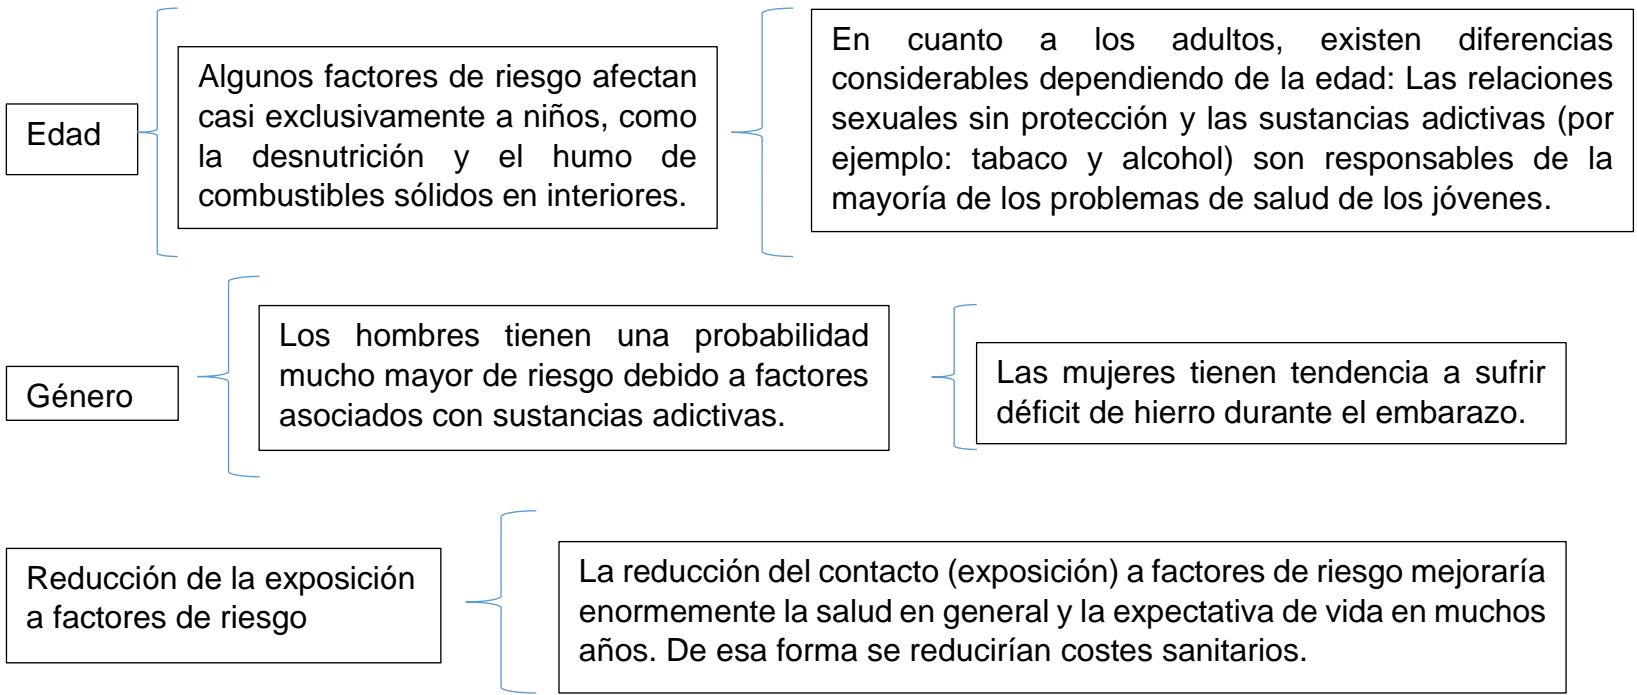 Edad
Algunos factores de riesgo afectan
casi exclusivamente a niños, como
la desnutrición y el humo de
combustibles sólidos en interiores.
En cuanto a los adultos, existen diferencias
considerables dependiendo de la edad: Las relaciones
sexuales sin protección y las sustancias adictivas (por
ejemplo: tabaco y alcohol) son responsables de la
mayoría de los problemas de salud de los jóvenes.
Género
Los hombres tienen una probabilidad
mucho mayor de riesgo debido a factores
asociados con sustancias adictivas.
Las mujeres tienen tendencia a sufrir
déficit de hierro durante el embarazo.
Reducción de la exposición
a factores de riesgo
La reducción del contacto (exposición) a factores de riesgo mejoraría
enormemente la salud en general y la expectativa de vida en muchos
años. De esa forma se reducirían costes sanitarios.